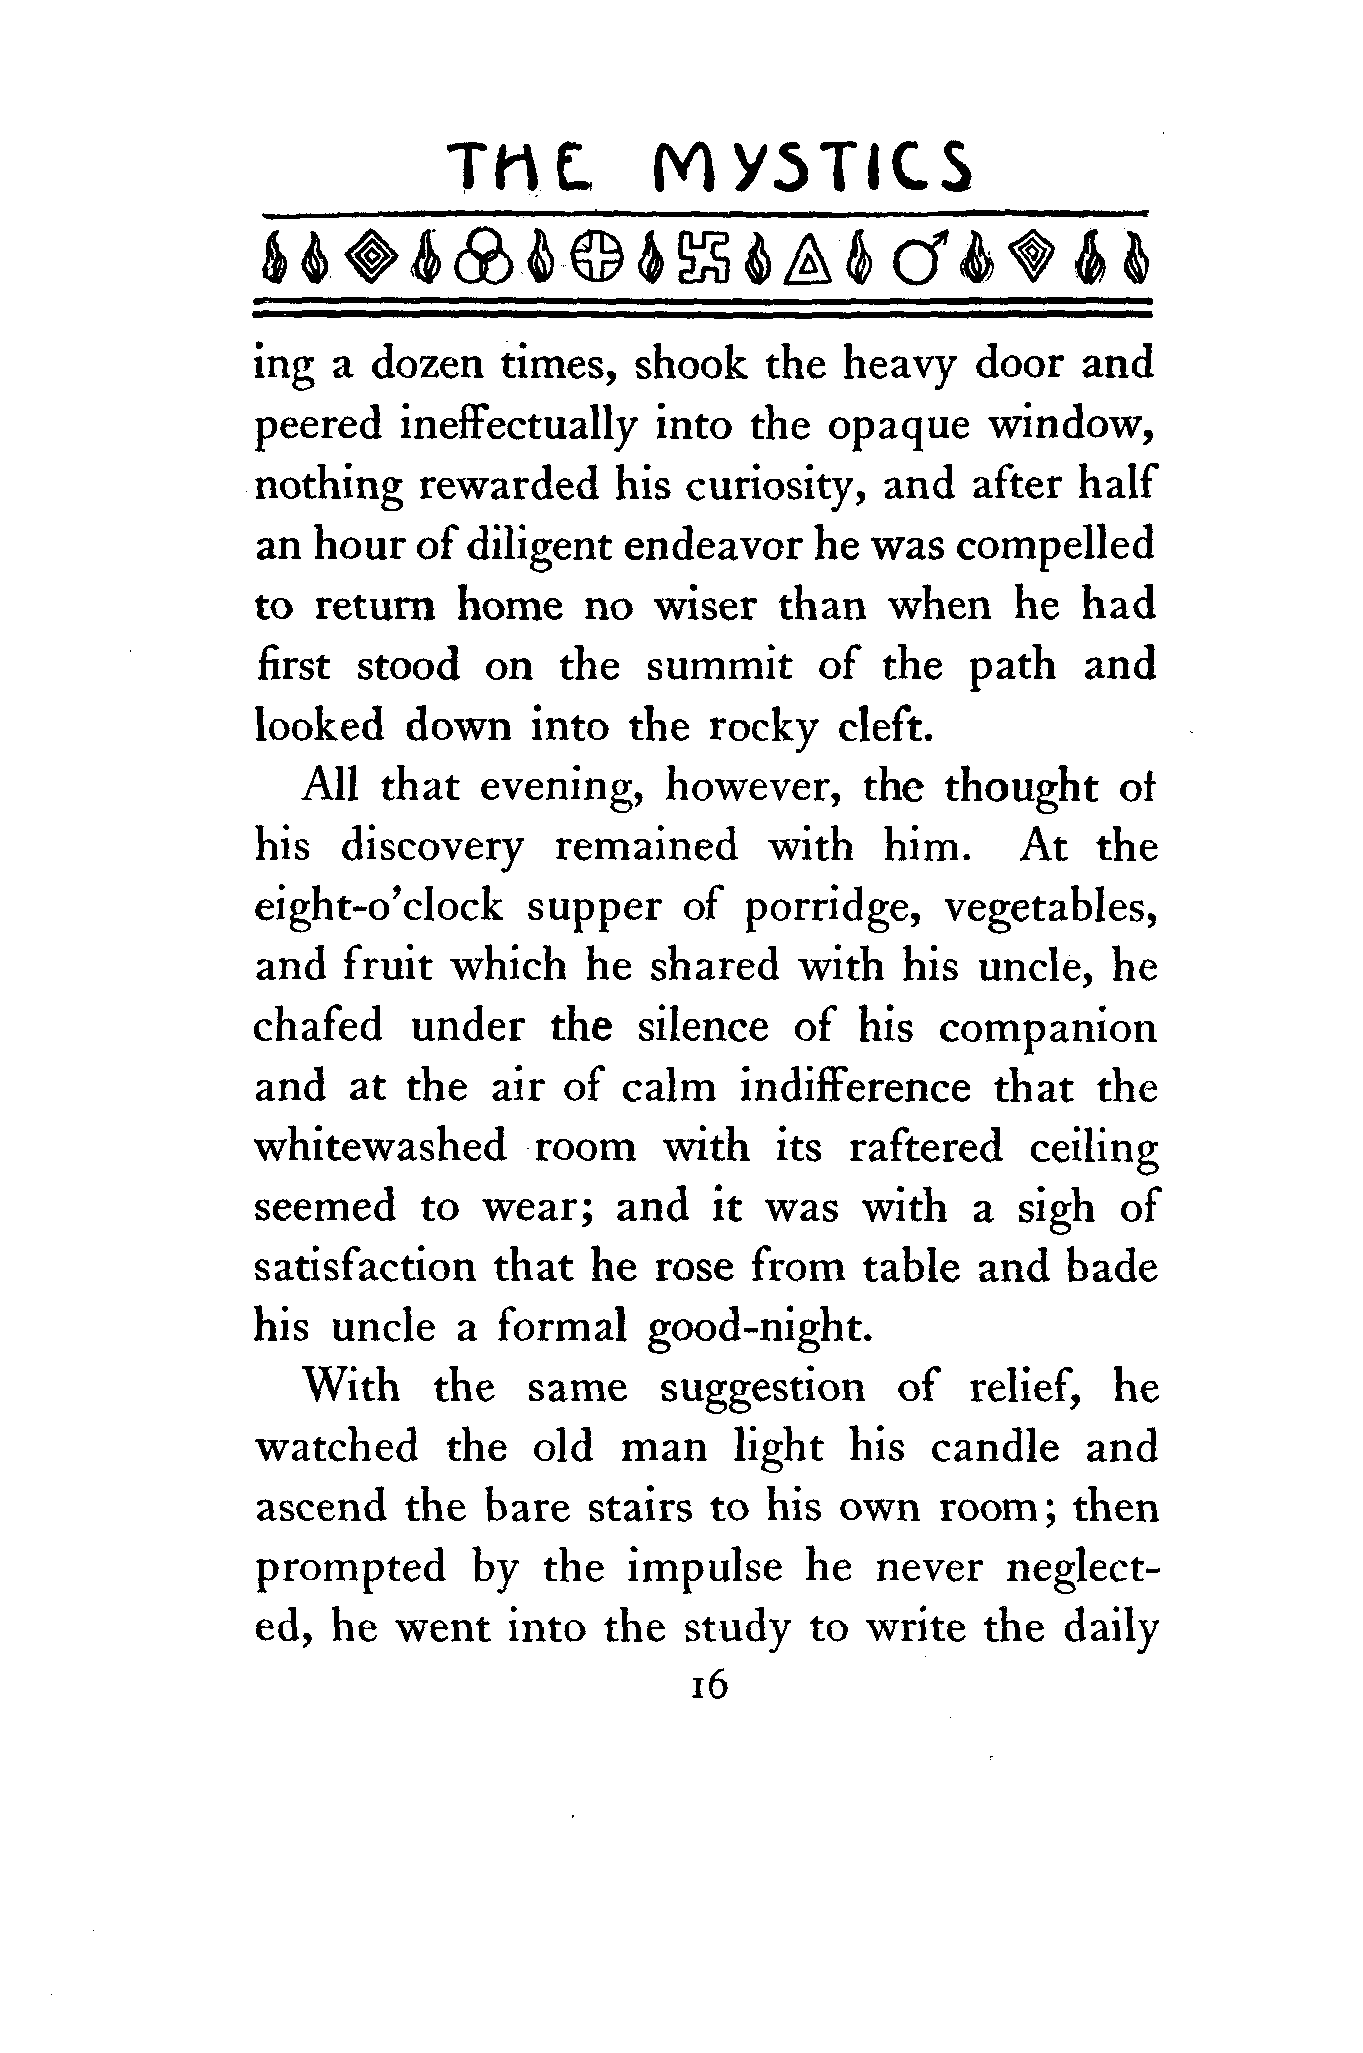 THE MYSTICS
ing a dozen times, shook the heavy door and
peered ineffectually into the opaque window,
nothing rewarded his curiosity, and after half
an hour of diligent endeavor he was compelled
to return home no wiser than when he had
first stood on the summit of the path and
looked down into the rocky cleft.
All that evening, however, the thought of
his discovery remained with him. At the
eight-o'clock supper of porridge, vegetables,
and fruit which he shared with his uncle, he
chafed under the silence of his companion
and at the air of calm indifference that the
whitewashed room with its raftered ceiling
seemed to wear; and it was with a sigh of
satisfaction that he rose from table and bade
his uncle a formal good-night.
With the same suggestion of relief, he
watched the old man light his candle and
ascend the bare stairs to his own room; then
prompted by the impulse he never neglect-
ed, he went into the study to write the daily
16